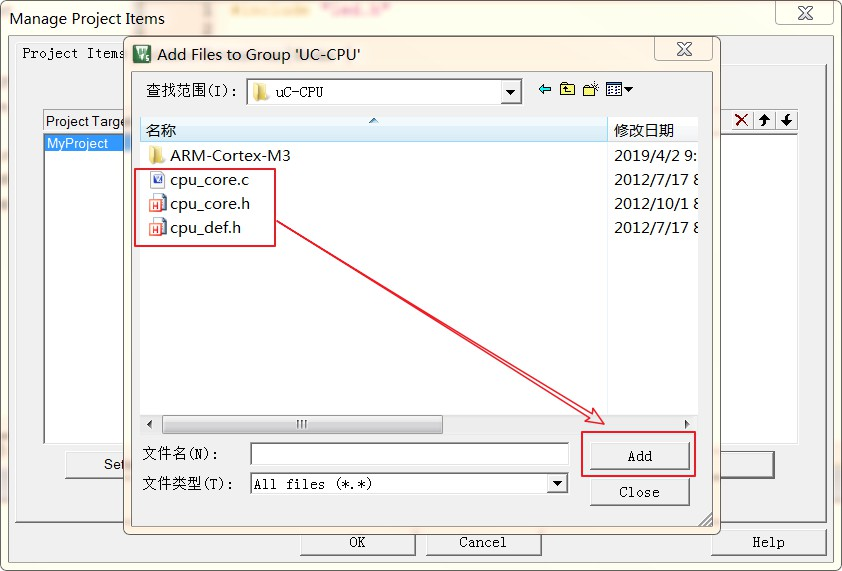 #include "led.h"
Manage Project Items
Project Items
Add Files to Group 'UC-CPU'
查找范围(I):
uC-CPU
Project Targe
名称
修改日期
MyProject
ARM-Cortex-M3
2019/4/2 9:
cpu_core.c
2012/7/17 8
cpu_core.h
2012/10/1 8
cpu_def.h
2012/7/17 8
文件名(N):
Add
Set
文件类型(T):
All files (*.*)
Close
OK
Cancel
Help